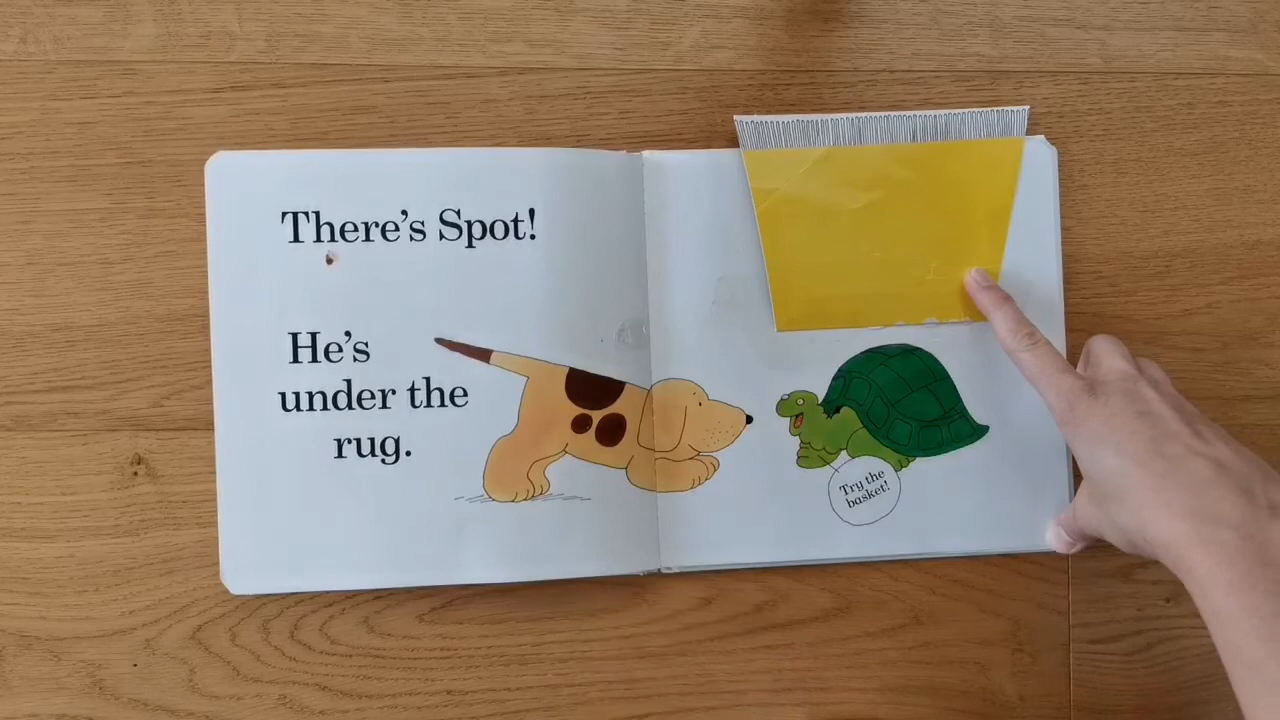 There's Spot!
He's
under the
rug.
Try the
basket!